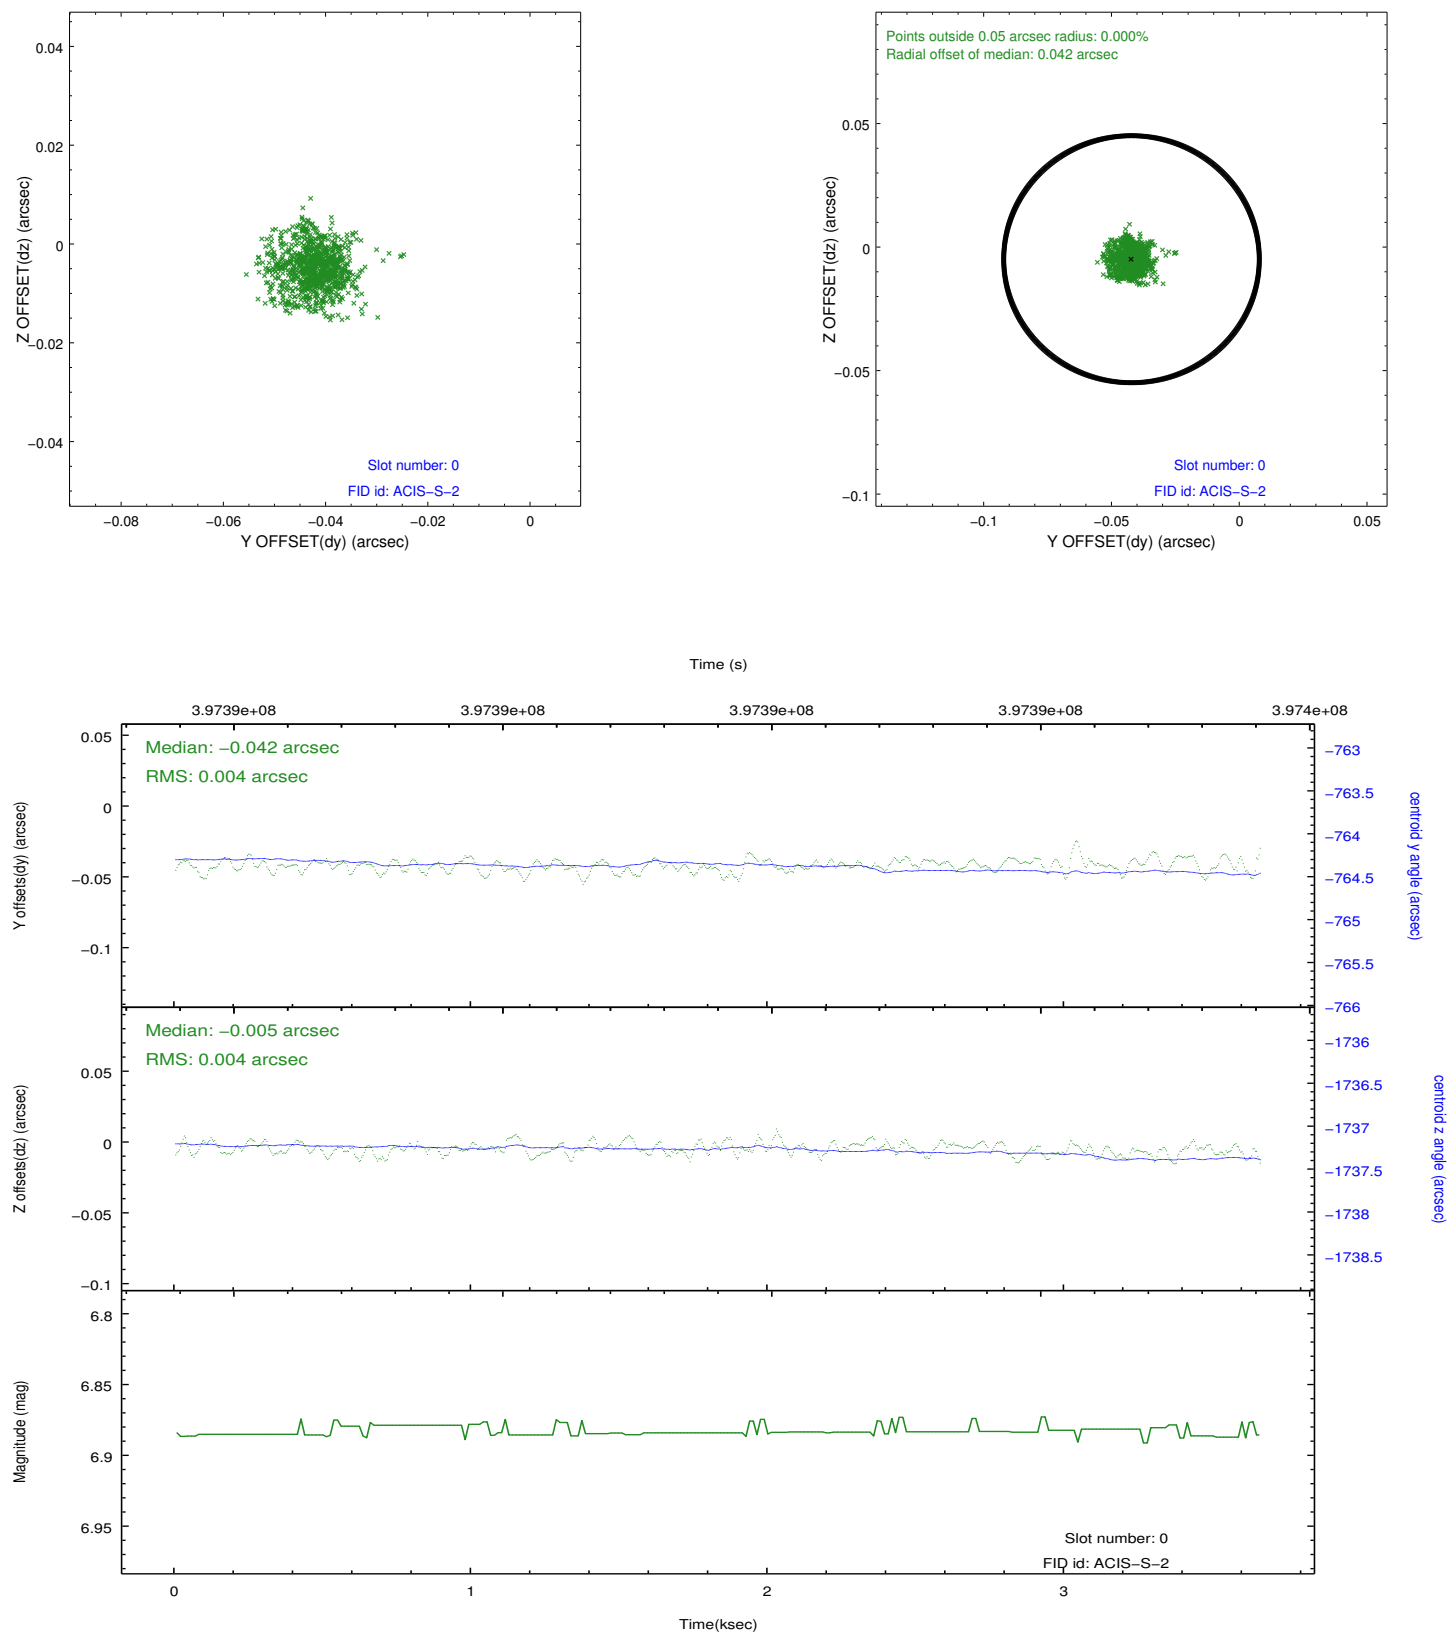 0.04
0.02
0
−0.02
−0.04
Z OFFSET(dz) (arcsec)
Slot number: 0
FID id: ACIS−S−2
−0.08
−0.06
−0.04
−0.02
0
Y OFFSET(dy) (arcsec)
Points outside 0.05 arcsec radius: 0.000%
Radial offset of median: 0.042 arcsec
0.05
0
−0.05
−0.1
Z OFFSET(dz) (arcsec)
Slot number: 0
FID id: ACIS−S−2
−0.1
−0.05
0
0.05
Y OFFSET(dy) (arcsec)
Time (s)
3.9739e+08
3.9739e+08
3.9739e+08
3.9739e+08
3.974e+08
Median: −0.042 arcsec
RMS: 0.004 arcsec
0.05
0
−0.05
−0.1
Y offsets(dy) (arcsec)
−763
−763.5
−764
−764.5
−765
−765.5
−766
centroid y angle (arcsec)
Median: −0.005 arcsec
RMS: 0.004 arcsec
0.05
0
−0.05
−0.1
Z offsets(dz) (arcsec)
−1736
−1736.5
−1737
−1737.5
−1738
−1738.5
centroid z angle (arcsec)
6.8
6.85
6.9
6.95
Magnitude (mag)
Slot number: 0
FID id: ACIS−S−2
0
1
2
3
Time(ksec)